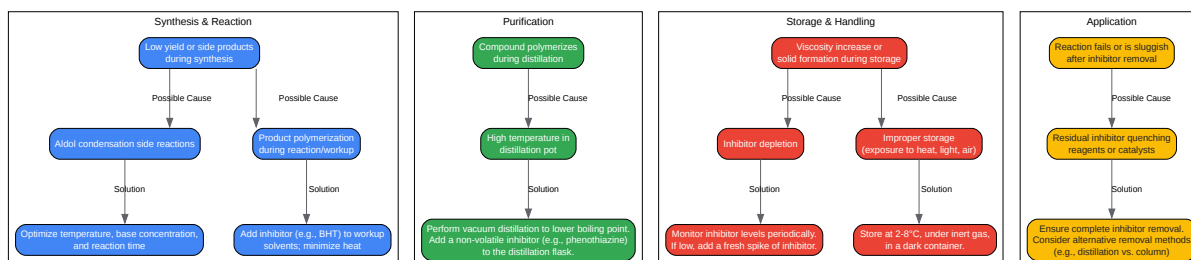 Synthesis & Reaction
Low yield or side products
during synthesis
Possible Cause
Possible Cause
Aldol condensation side reactions
Product polymerization
during reaction/workup
Solution
Solution
Optimize temperature, base concentration,
and reaction time
Add inhibitor (e.g., BHT) to workup
solvents; minimize heat
Purification
Compound polymerizes
during distillation
Possible Cause
High temperature in
distillation pot
Solution
Perform vacuum distillation to lower boiling point.
Add a non-volatile inhibitor (e.g., phenothiazine)
to the distillation flask.
Storage & Handling
Viscosity increase or
solid formation during storage
Possible Cause
Possible Cause
Inhibitor depletion
Improper storage
(exposure to heat, light, air)
Solution
Solution
Monitor inhibitor levels periodically.
If low, add a fresh spike of inhibitor.
Store at 2-8°C, under inert gas,
in a dark container.
Application
Reaction fails or is sluggish
after inhibitor removal
Possible Cause
Residual inhibitor quenching
reagents or catalysts
Solution
Ensure complete inhibitor removal.
Consider alternative removal methods
(e.g., distillation vs. column)